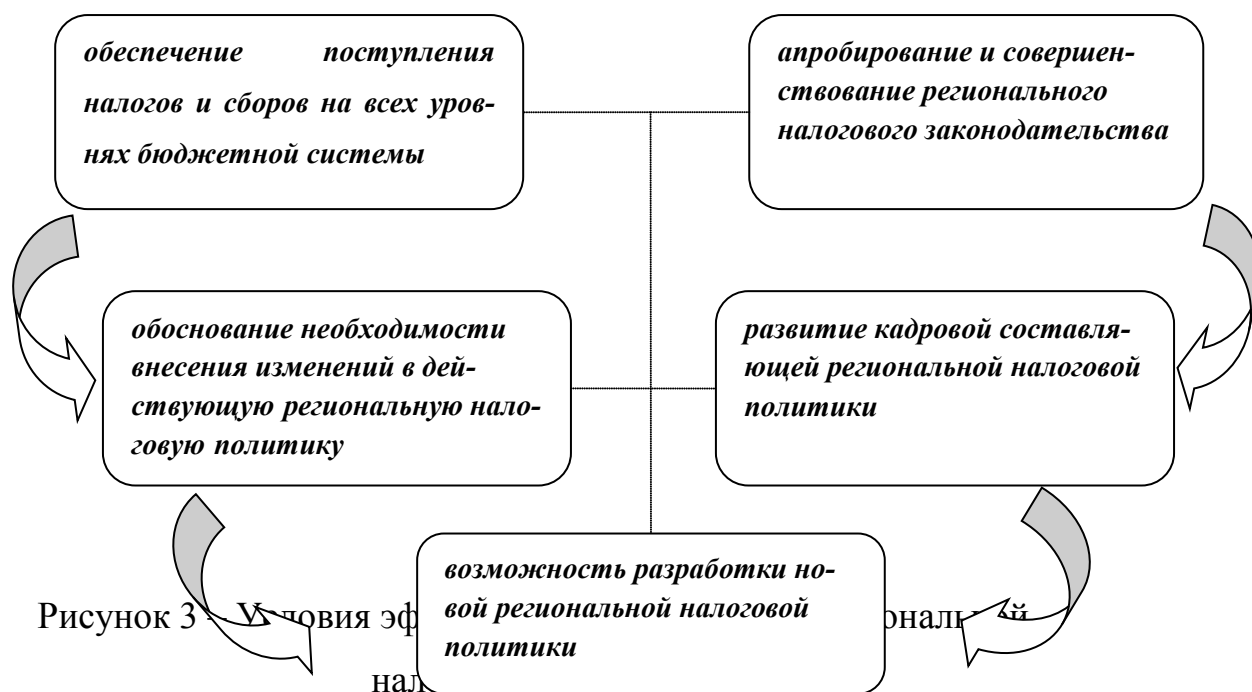 обеспечение поступления
налогов и сборов на всех уров-
нях бюджетной системы
апробирование и совершен-
ствование регионального
налогового законодательства
обоснование необходимости
внесения изменений в дей-
ствующую региональную нало-
говую политику
развитие кадровой составля-
ющей региональной налоговой
политики
возможность разработки но-
вой региональной налоговой
политики
Рисунок 3 – Условия